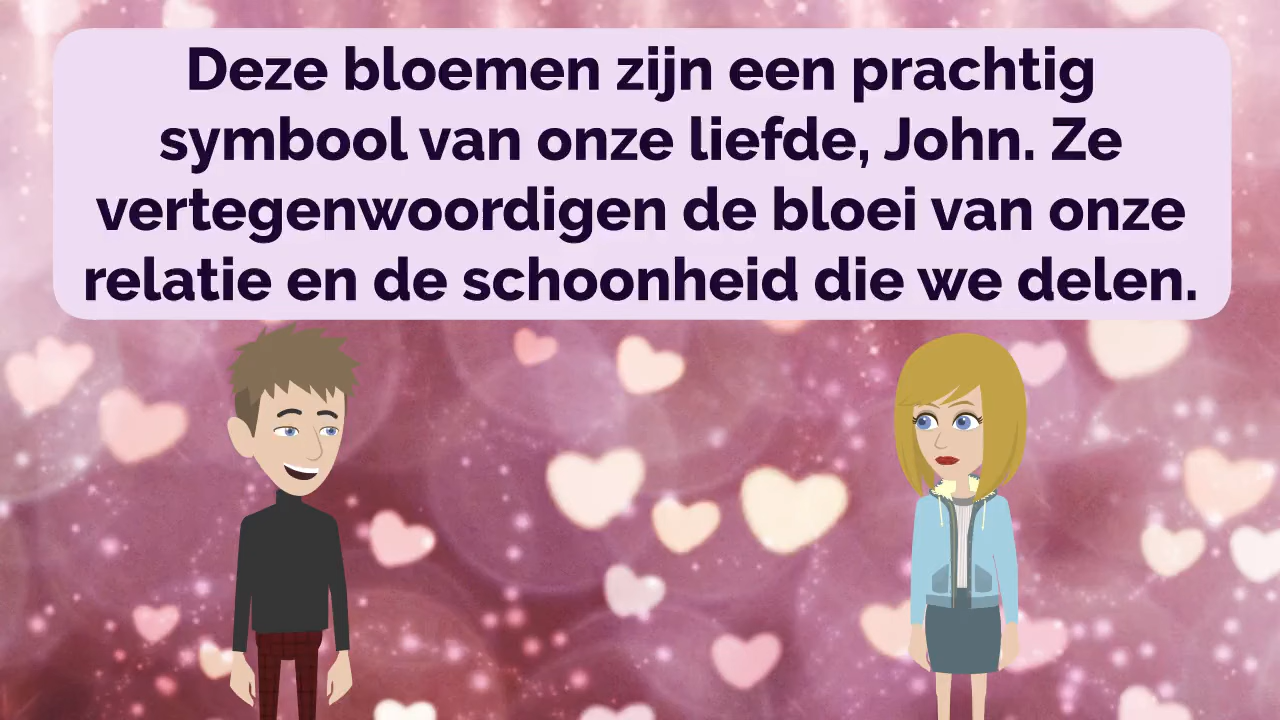 Deze bloemen zijn een prachtig
symbool van onze liefde, John. Ze
vertegenwoordigen de bloei van onze
relatie en de schoonheid die we delen.